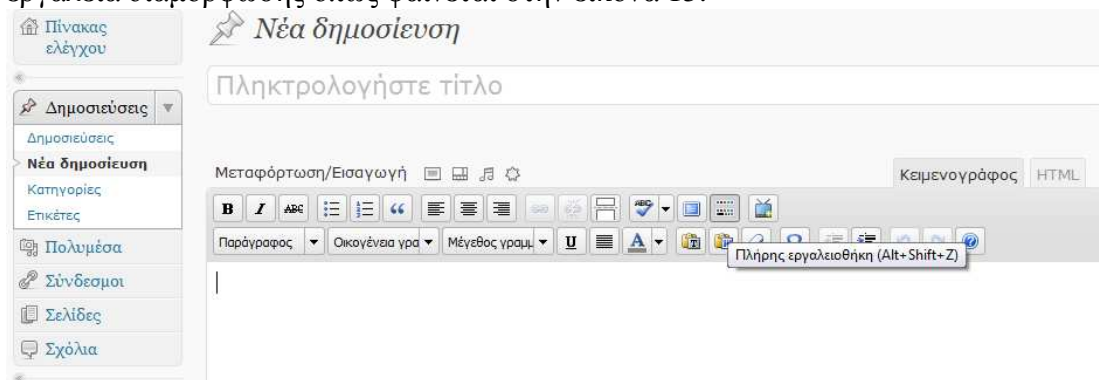 εργαλεία διαμόρφωσης όπως φαίνεται στην εικόνα 13.
Πίνακας
ελέγχου
Νέα δημοσίευση
Πληκτρολογήστε τίτλο
Δημοσιεύσεις
Δημοσιεύσεις
Νέα δημοσίευση
Κατηγορίες
Ετικέτες
Πολυμέσα
Σύνδεσμοι
Σελίδες
Σχόλια
Μεταφόρτωση/Εισαγωγή
Κειμενογράφος HTML
B I ABC
Παράγραφος Οικογένεια γρα Μέγεθος γραμμ U A
Πλήρης εργαλειοθήκη (Alt+Shift+Z)